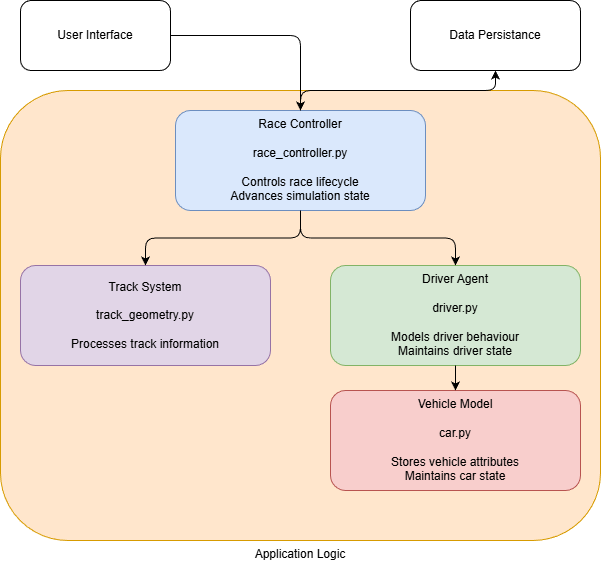 User Interface
Data Persistance
Race Controller
race_controller.py
Controls race lifecycle
Advances simulation state
Track System
track_geometry.py
Processes track information
Driver Agent
driver.py
Models driver behaviour
Maintains driver state
Vehicle Model
car.py
Stores vehicle attributes
Maintains car state
Application Logic